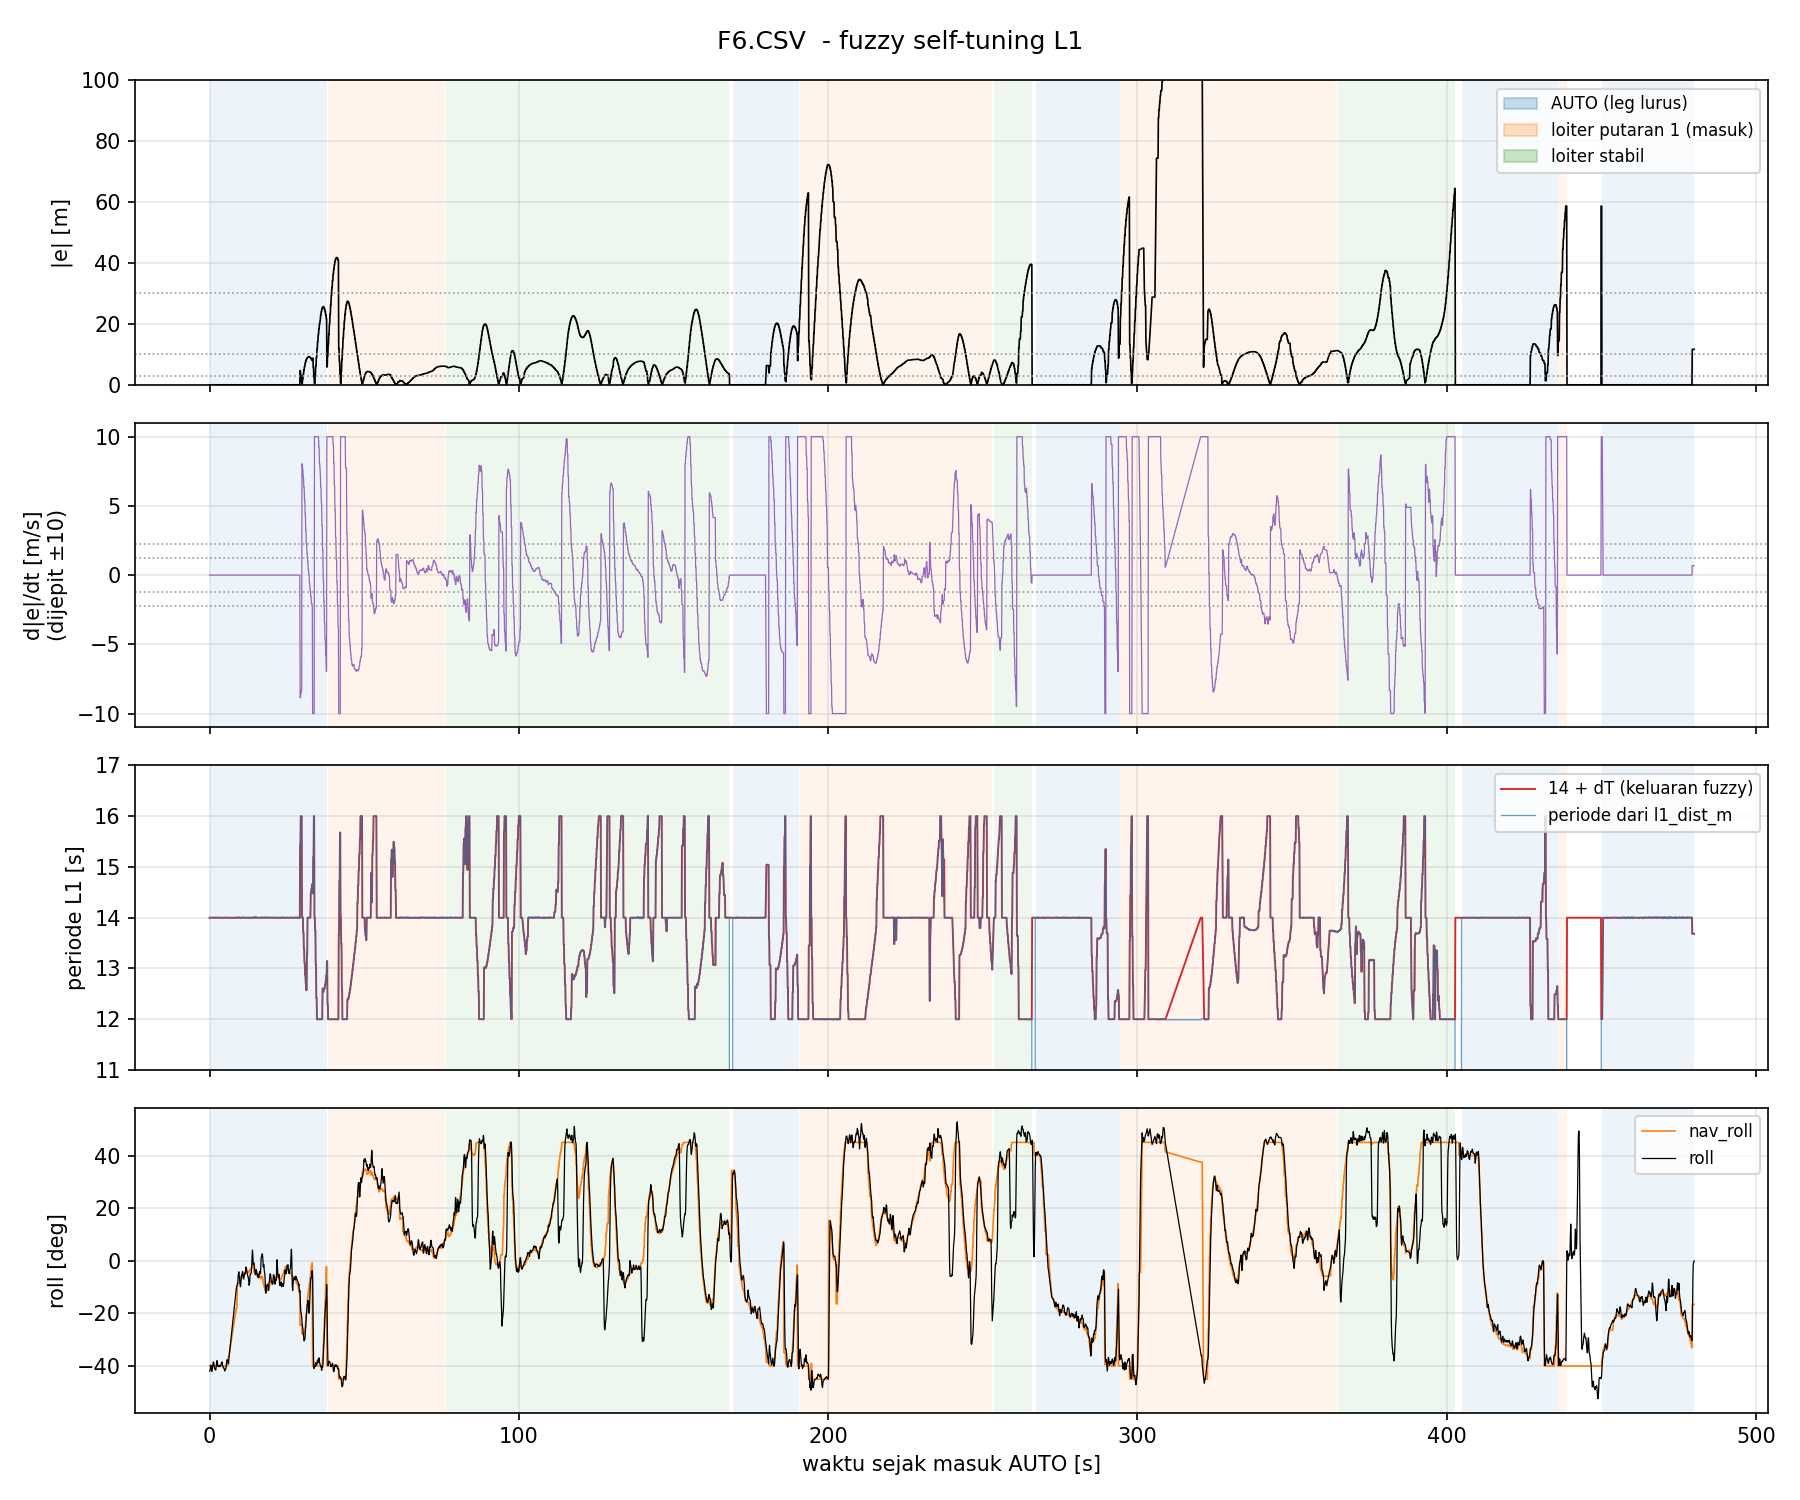 F6.CSV  - fuzzy self-tuning L1
100
80
60
40
20
0
|e| [m]
AUTO (leg lurus)
loiter putaran 1 (masuk)
loiter stabil
10
5
0
−5
−10
d|e|/dt [m/s]
(dijepit ±10)
17
16
15
14
13
12
11
periode L1 [s]
14 + dT (keluaran fuzzy)
periode dari l1_dist_m
40
20
0
−20
−40
roll [deg]
nav_roll
roll
0
100
200
300
400
500
waktu sejak masuk AUTO [s]